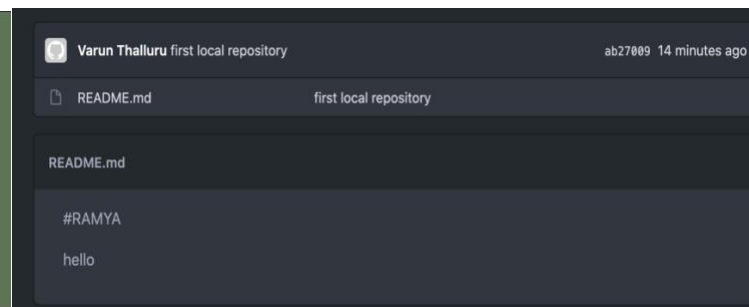 Varun Thalluru first local repository ab27009 14 minutes ago
README.md first local repository
README.md
#RAMYA
hello